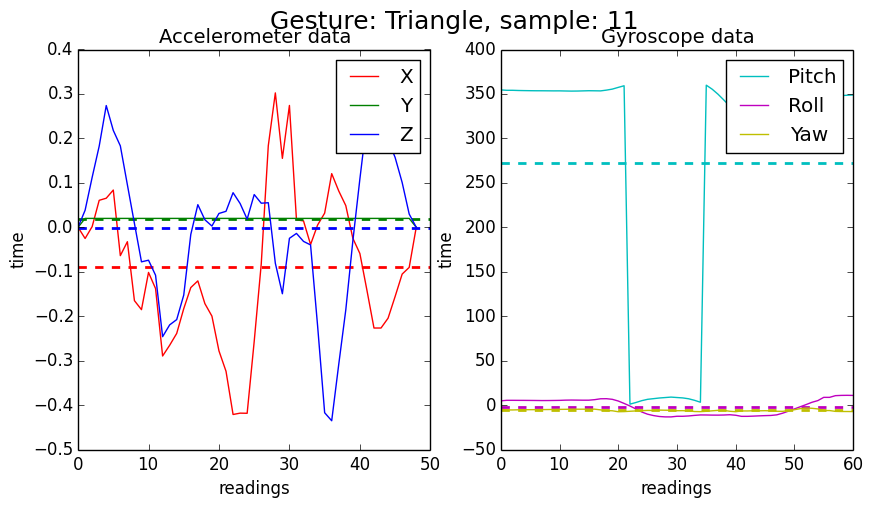 Gesture: Triangle, sample: 11
Accelerometer data
0.4
0.3
0.2
0.1
0.0
−0.1
−0.2
−0.3
−0.4
−0.5
time
X
Y
Z
0 10 20 30 40 50
readings
Gyroscope data
400
350
300
250
200
150
100
50
0
−50
time
Pitch
Roll
Yaw
0 10 20 30 40 50 60
readings